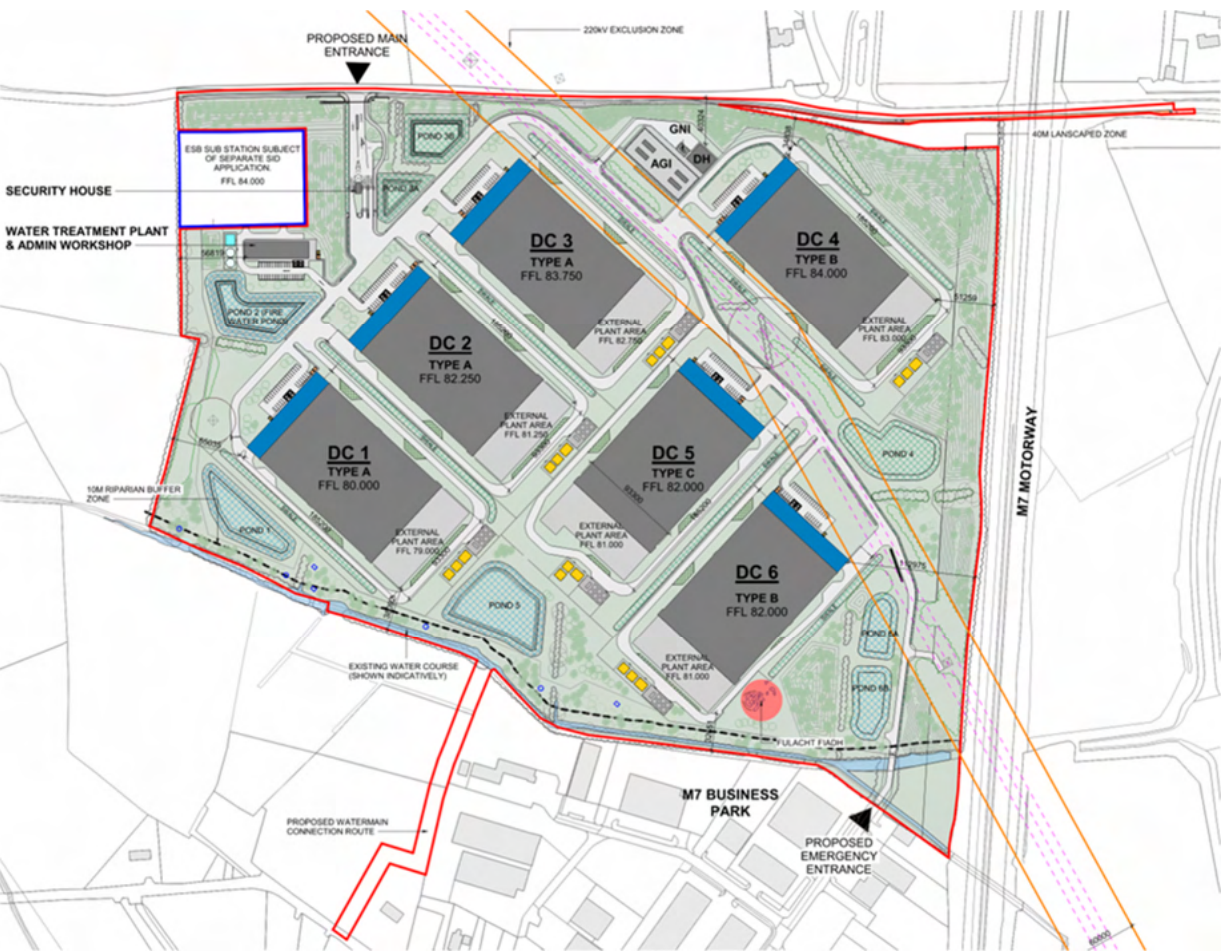 PROPOSED MAIN
ENTRANCE
220kV EXCLUSION ZONE
40M LANSCAPED ZONE
ESB SUB STATION SUBJECT
OF SEPARATE SID
APPLICATION.
FFL 84.000
SECURITY HOUSE
WATER TREATMENT PLANT
& ADMIN WORKSHOP
POND 3B
POND 3A
GNI
AGI
DH
DC 3
TYPE A
FFL 83.750
EXTERNAL
PLANT AREA
FFL 82.750
DC 4
TYPE B
FFL 84.000
EXTERNAL
PLANT AREA
FFL 83.000
POND 2 (FIRE
WATER POND)
DC 2
TYPE A
FFL 82.250
EXTERNAL
PLANT AREA
FFL 81.250
DC 1
TYPE A
FFL 80.000
EXTERNAL
PLANT AREA
FFL 79.000
DC 5
TYPE C
FFL 82.000
93300
EXTERNAL
PLANT AREA
FFL 81.000
DC 6
TYPE B
FFL 82.000
EXTERNAL
PLANT AREA
FFL 81.000
POND 4
M7 MOTORWAY
10M RIPARIAN BUFFER
ZONE
POND 1
SWALE
POND 5
POND 6A
POND 6B
EXISTING WATER COURSE
(SHOWN INDICATIVELY)
FULACHT FIADH
M7 BUSINESS
PARK
PROPOSED WATERMAIN
CONNECTION ROUTE
PROPOSED
EMERGENCY
ENTRANCE